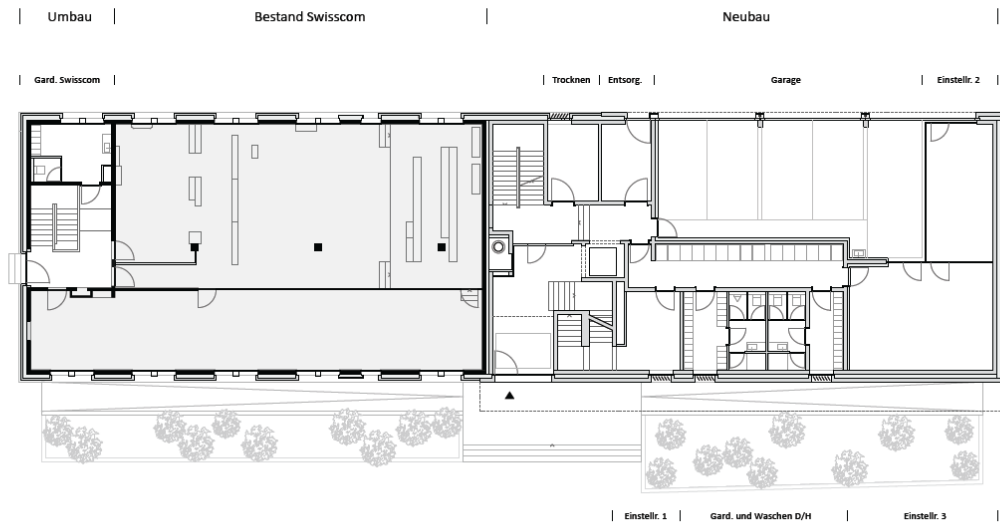 Umbau Bestand Swisscom Neubau
Gard. Swisscom Trocknen Entsorg. Garage Einstellr. 2
Einstellr. 1 Gard. und Waschen D/H Einstellr. 3